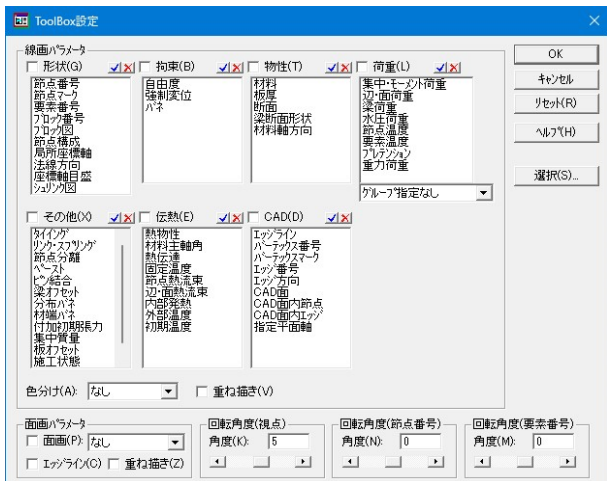 ToolBox設定
線画ﾊﾟﾗﾒｰﾀ
形状(G)
節点番号
節点ﾏｰｸ
要素番号
ﾌﾞﾛｯｸ番号
ﾌﾞﾛｯｸ図
節点構成
局所座標軸
法線方向
座標軸目盛
ｼｭﾘﾝｸ図
拘束(B)
自由度
強制変位
ﾊﾞﾈ
物性(T)
材料
板厚
断面
梁断面形状
材料軸方向
荷重(L)
集中・ﾓｰﾒﾝﾄ荷重
辺・面荷重
梁荷重
水圧荷重
節点温度
要素温度
ﾌﾟﾚﾃﾝｼｮﾝ
重力荷重
ｸﾞﾙｰﾌﾟ指定なし
OK
ｷｬﾝｾﾙ
ﾘｾｯﾄ(R)
ﾍﾙﾌﾟ(H)
選択(S)...
その他(X)
ﾀｲｲﾝｸﾞ
ﾘﾝｸ・ｽﾌﾟﾘﾝｸﾞ
節点分離
ﾍﾟｰｽﾄ
ﾋﾟﾝ結合
梁ｵﾌｾｯﾄ
分布ﾊﾞﾈ
材端ﾊﾞﾈ
付加初期張力
集中質量
板ｵﾌｾｯﾄ
施工状態
伝熱(E)
熱物性
材料主軸角
熱伝達
固定温度
節点熱流束
辺・面熱流束
内部発熱
外部温度
初期温度
CAD(D)
ｴｯｼﾞﾗｲﾝ
ﾊﾞｰﾃｯｸｽ番号
ﾊﾞｰﾃｯｸｽﾏｰｸ
ｴｯｼﾞ番号
ｴｯｼﾞ方向
CAD面
CAD面内節点
CAD面内ｴｯｼﾞ
指定平面軸
色分け(A): なし
重ね描き(V)
面画ﾊﾟﾗﾒｰﾀ
面画(P): なし
ｴｯｼﾞﾗｲﾝ(C) 重ね描き(Z)
回転角度(視点)
角度(K): 5
回転角度(節点番号)
角度(N): 0
回転角度(要素番号)
角度(M): 0